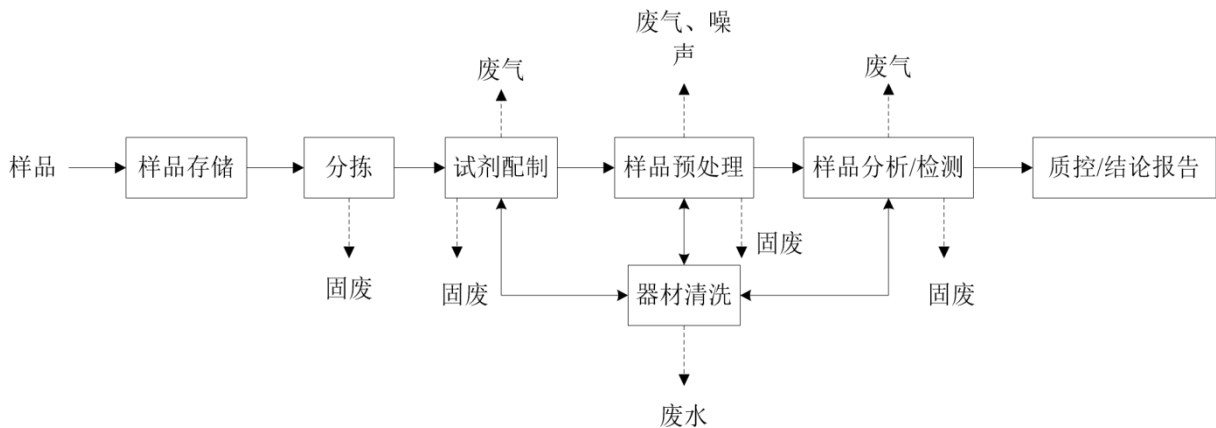 废气、噪
声
废气
废气
样品
样品存储
分拣
试剂配制
样品预处理
样品分析/检测
质控/结论报告
固废
固废
固废
固废
器材清洗
废水